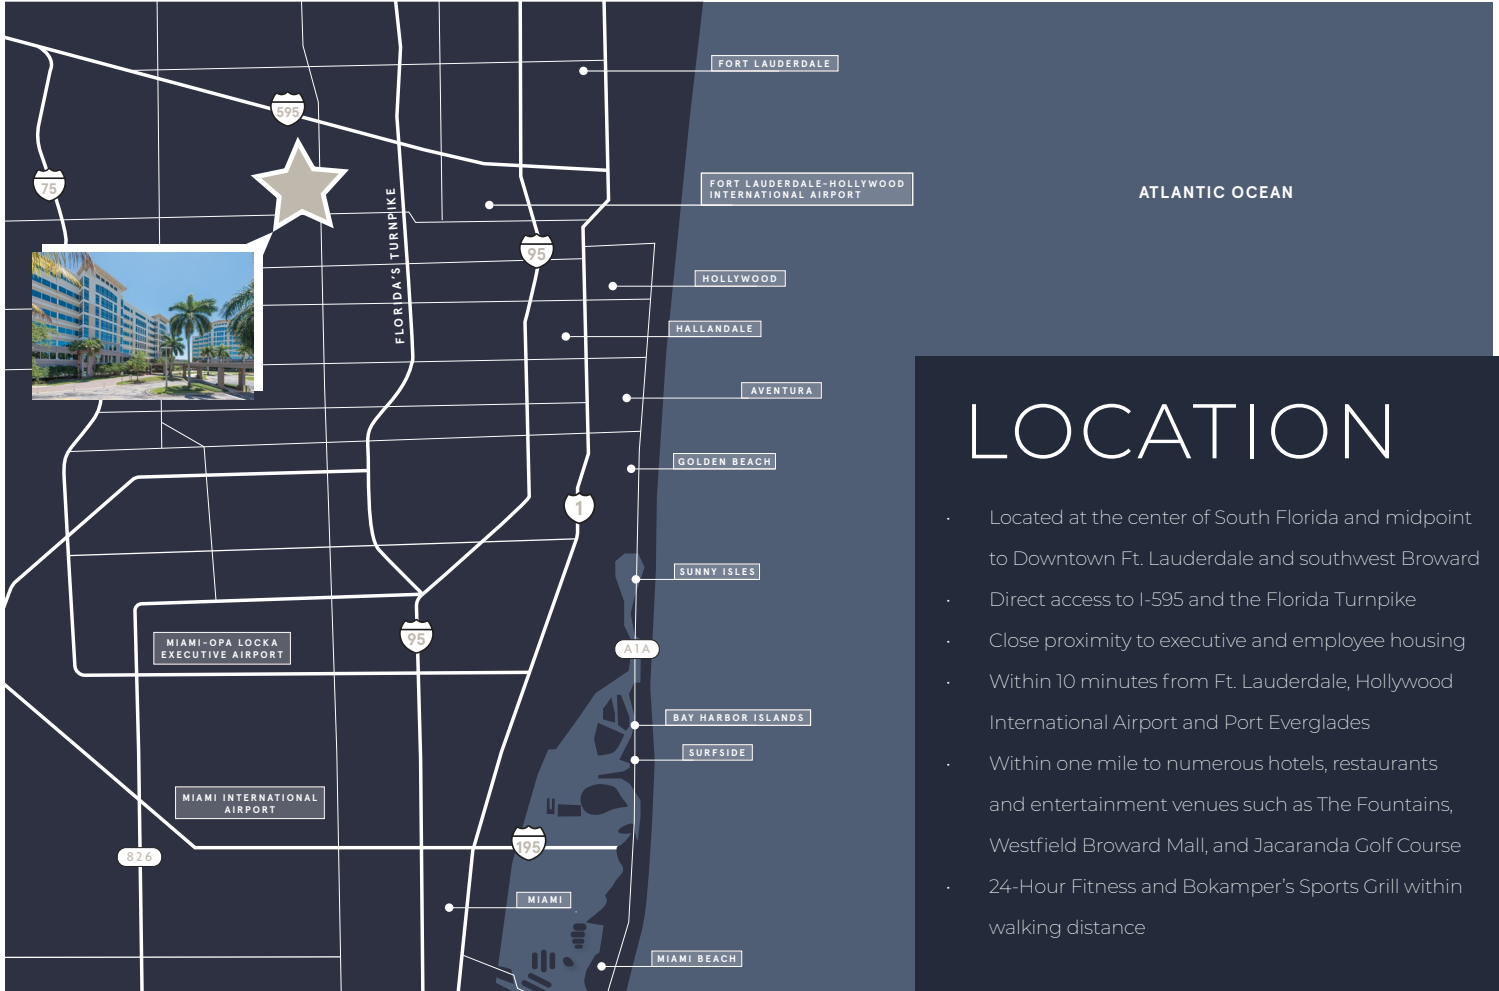 FORT LAUDERDALE
595
75
FORT LAUDERDALE-HOLLYWOOD
INTERNATIONAL AIRPORT
ATLANTIC OCEAN
FLORIDA'S TURNPIKE
95
HOLLYWOOD
HALLANDALE
AVENTURA
GOLDEN BEACH
1
SUNNY ISLES
95
MIAMI-OPA LOCKA
EXECUTIVE AIRPORT
A1A
BAY HARBOR ISLANDS
SURFSIDE
MIAMI INTERNATIONAL
AIRPORT
826
195
MIAMI
MIAMI BEACH
LOCATION
· Located at the center of South Florida and midpoint
to Downtown Ft. Lauderdale and southwest Broward
· Direct access to I-595 and the Florida Turnpike
· Close proximity to executive and employee housing
· Within 10 minutes from Ft. Lauderdale, Hollywood
International Airport and Port Everglades
· Within one mile to numerous hotels, restaurants
and entertainment venues such as The Fountains,
Westfield Broward Mall, and Jacaranda Golf Course
· 24-Hour Fitness and Bokamper's Sports Grill within
walking distance